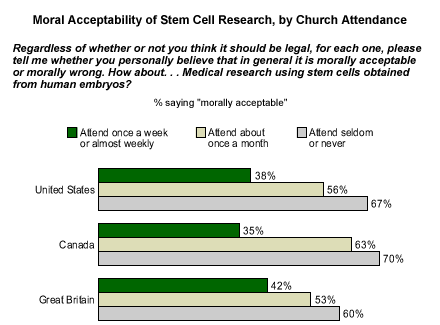 Moral Acceptability of Stem Cell Research, by Church Attendance
Regardless of whether or not you think it should be legal, for each one, please
tell me whether you personally believe that in general it is morally acceptable
or morally wrong. How about. . . Medical research using stem cells obtained
from human embryos?
% saying "morally acceptable"
Attend once a week
or almost weekly
Attend about
once a month
Attend seldom
or never
United States
38%
56%
67%
Canada
35%
63%
70%
Great Britain
42%
53%
60%